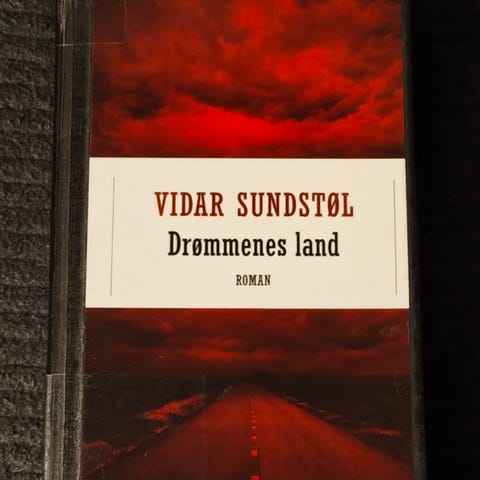 VIDAR SUNDSTØL
Drømmenes land
ROMAN